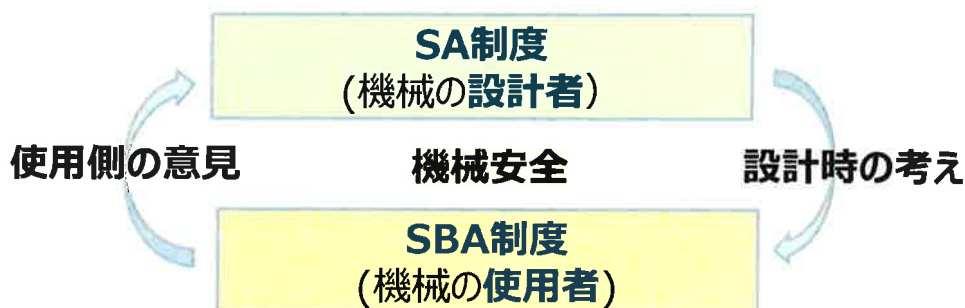 SA制度
(機械の設計者)
使用側の意見
機械安全
設計時の考え
SBA制度
(機械の使用者)